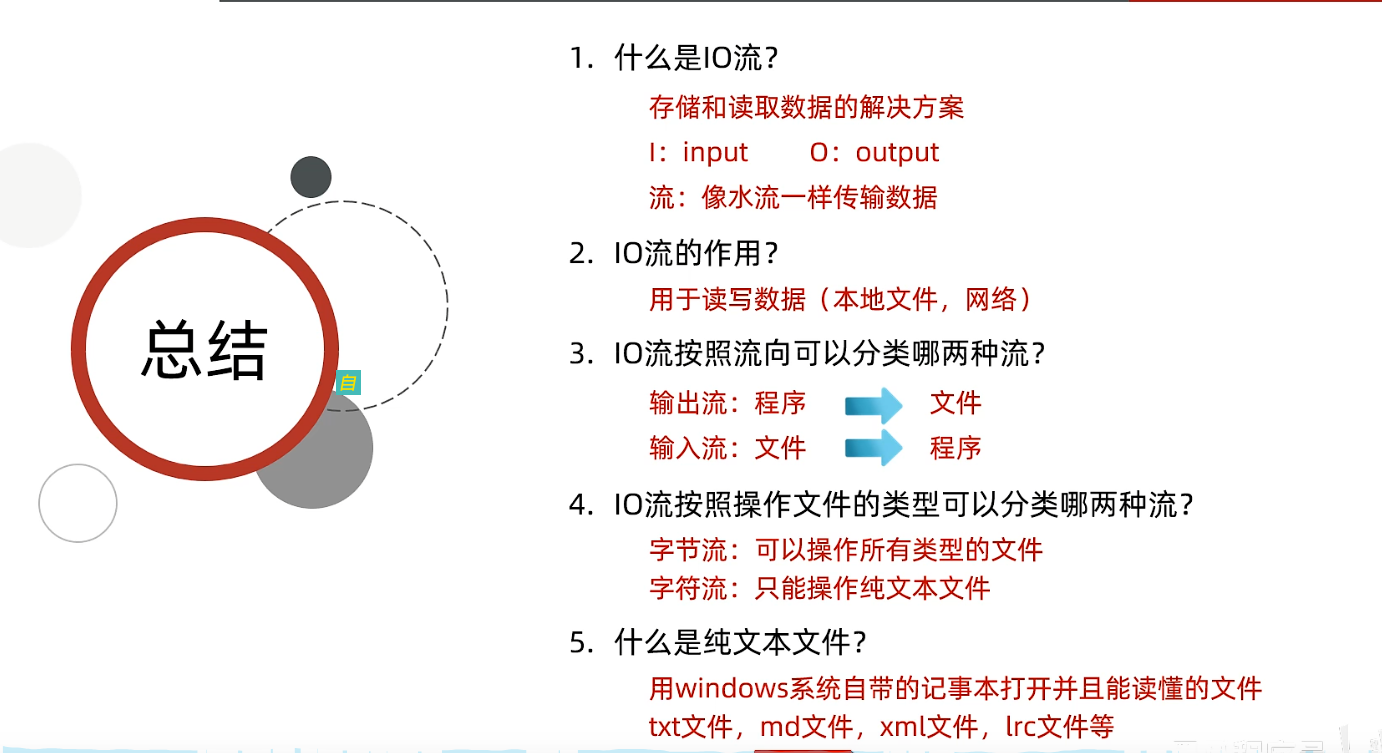 总结
自
1. 什么是IO流?
存储和读取数据的解决方案
I: input O: output
流: 像水流一样传输数据
2. IO流的作用?
用于读写数据（本地文件，网络）
3. IO流按照流向可以分类哪两种流?
输出流: 程序 文件
输入流: 文件 程序
4. IO流按照操作文件的类型可以分类哪两种流?
字节流: 可以操作所有类型的文件
字符流: 只能操作纯文本文件
5. 什么是纯文本文件?
用windows系统自带的记事本打开并且能读懂的文件
txt文件，md文件，xml文件，lrc文件等